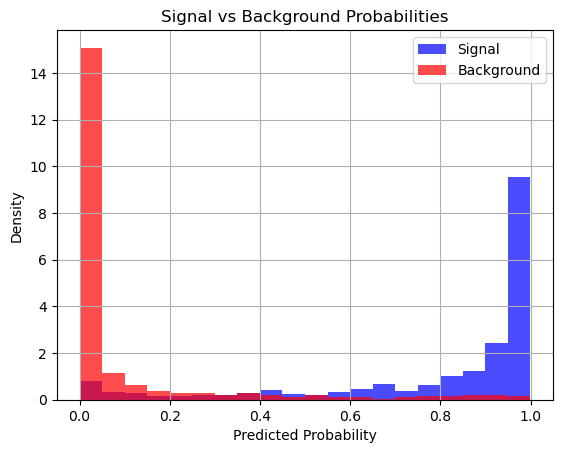 Signal vs Background Probabilities
Signal
Background
Density
14
12
10
8
6
4
2
0
0.0 0.2 0.4 0.6 0.8 1.0
Predicted Probability